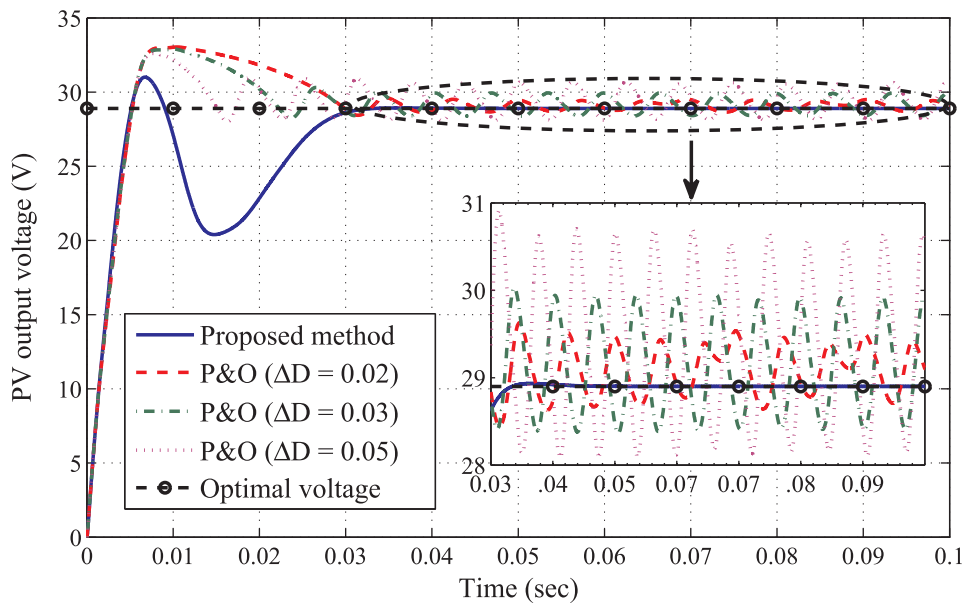 35
30
25
20
15
10
5
0
PV output voltage (V)
31
30
29
28
0.03 .04 0.05 0.07 0.07 .08 0.09
Proposed method
P&O (ΔD = 0.02)
P&O (ΔD = 0.03)
P&O (ΔD = 0.05)
Optimal voltage
0 0.01 0.02 0.03 0.04 0.05 0.06 0.07 0.08 0.09 0.1
Time (sec)